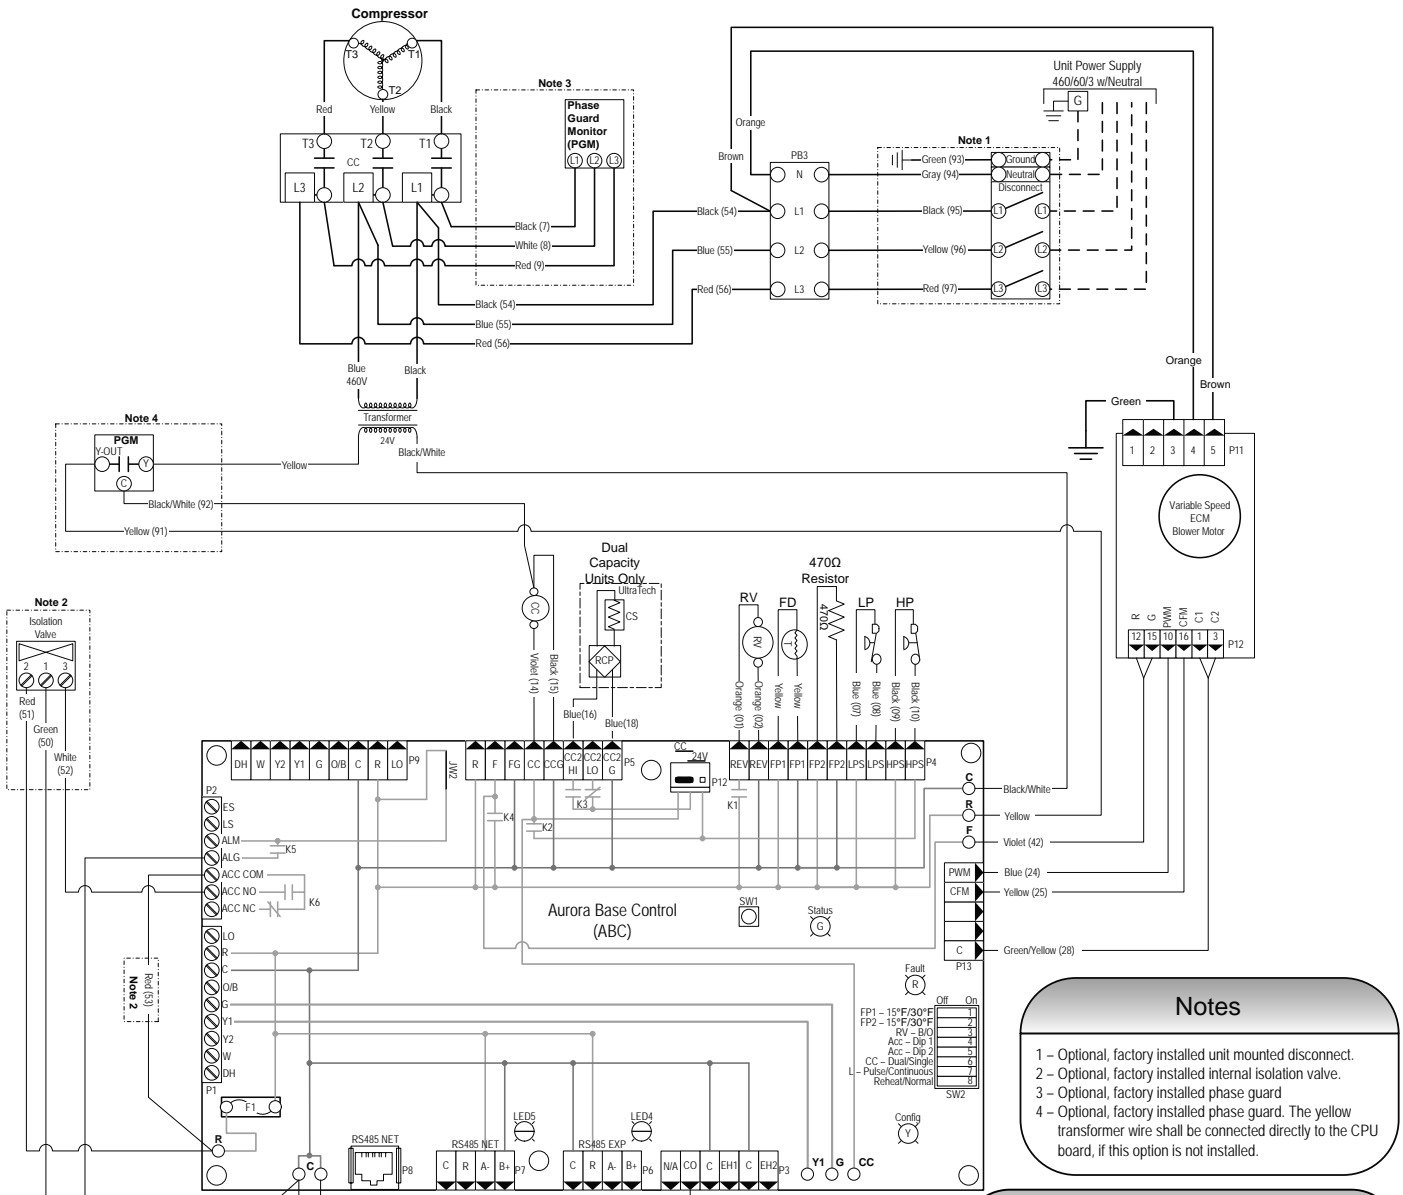 Compressor
T3
T1
T2
Red
Yellow
Black
T3
T2
T1
CC
L3
L2
L1
Note 3
Phase
Guard
Monitor
(PGM)
L1 L2 L3
Black (7)
White (8)
Red (9)
Black (54)
Blue (55)
Red (56)
Blue
460V
Black
Transformer
24V
Black/White
Orange
Brown
Black (54)
Blue (55)
Red (56)
PB3
N
L1
L2
L3
Unit Power Supply
460/60/3 w/Neutral
G
Note 1
Green (93)
Gray (94)
Black (95)
Yellow (96)
Red (97)
Ground
Neutral
Disconnect
L1 L1
L2 L2
L3 L3
Orange
Brown
Green
1 2 3 4 5 P11
Variable Speed
ECM
Blower Motor
R G PWM CFM C1 C2
12 15 10 16 1 3 P12
Note 4
PGM
Y-OUT
Y
C
Yellow
Black/White (92)
Yellow (91)
Note 2
Isolation
Valve
2 1 3
Red
(51)
Green
(50)
White
(52)
CC
Violet (14)
Black (15)
Dual
Capacity
Units Only
UltraTech
CS
RCP
Blue(16)
Blue(18)
RV
RV
Orange (01)
Orange (02)
FD
T
Yellow
Yellow
470Ω
Resistor
470Ω
LP
Blue (07)
Blue (08)
HP
Black (09)
Black (10)
DH W Y2 Y1 G O/B C R LO P9
JW2
R F FG CC CCG CC2 HI CC2 LO CC2 G P5
CC
24V
P12
REV REV FP1 FP1 FP2 FP2 LPS LPS HPS HPS P4
K1
K2
K3
K4
K5
K6
P2
ES
LS
ALM
ALG
ACC COM
ACC NO
ACC NC
LO
R
C
O/B
G
Y1
Y2
W
DH
P1
F1
R
Red (53)
Note 2
Aurora Base Control
(ABC)
SW1
Status
G
Fault
R
Config
Y
C
R
F
Black/White
Yellow
Violet (42)
PWM
CFM
C
P13
Blue (24)
Yellow (25)
Green/Yellow (28)
Off On
FP1 – 15°F/30°F 1
FP2 – 15°F/30°F 2
RV – B/O 3
Acc – Dip 1 4
Acc – Dip 2 5
CC – Dual/Single 6
L – Pulse/Continuous 7
Reheat/Normal 8
SW2
C
RS485 NET
P8
RS485 NET
C R A- B+ P7
LED5
RS485 EXP
C R A- B+ P6
LED4
N/A CO C EH1 C EH2 P3
Y1 G CC
Notes
1 – Optional, factory installed unit mounted disconnect.
2 – Optional, factory installed internal isolation valve.
3 – Optional, factory installed phase guard
4 – Optional, factory installed phase guard. The yellow
transformer wire shall be connected directly to the CPU
board, if this option is not installed.